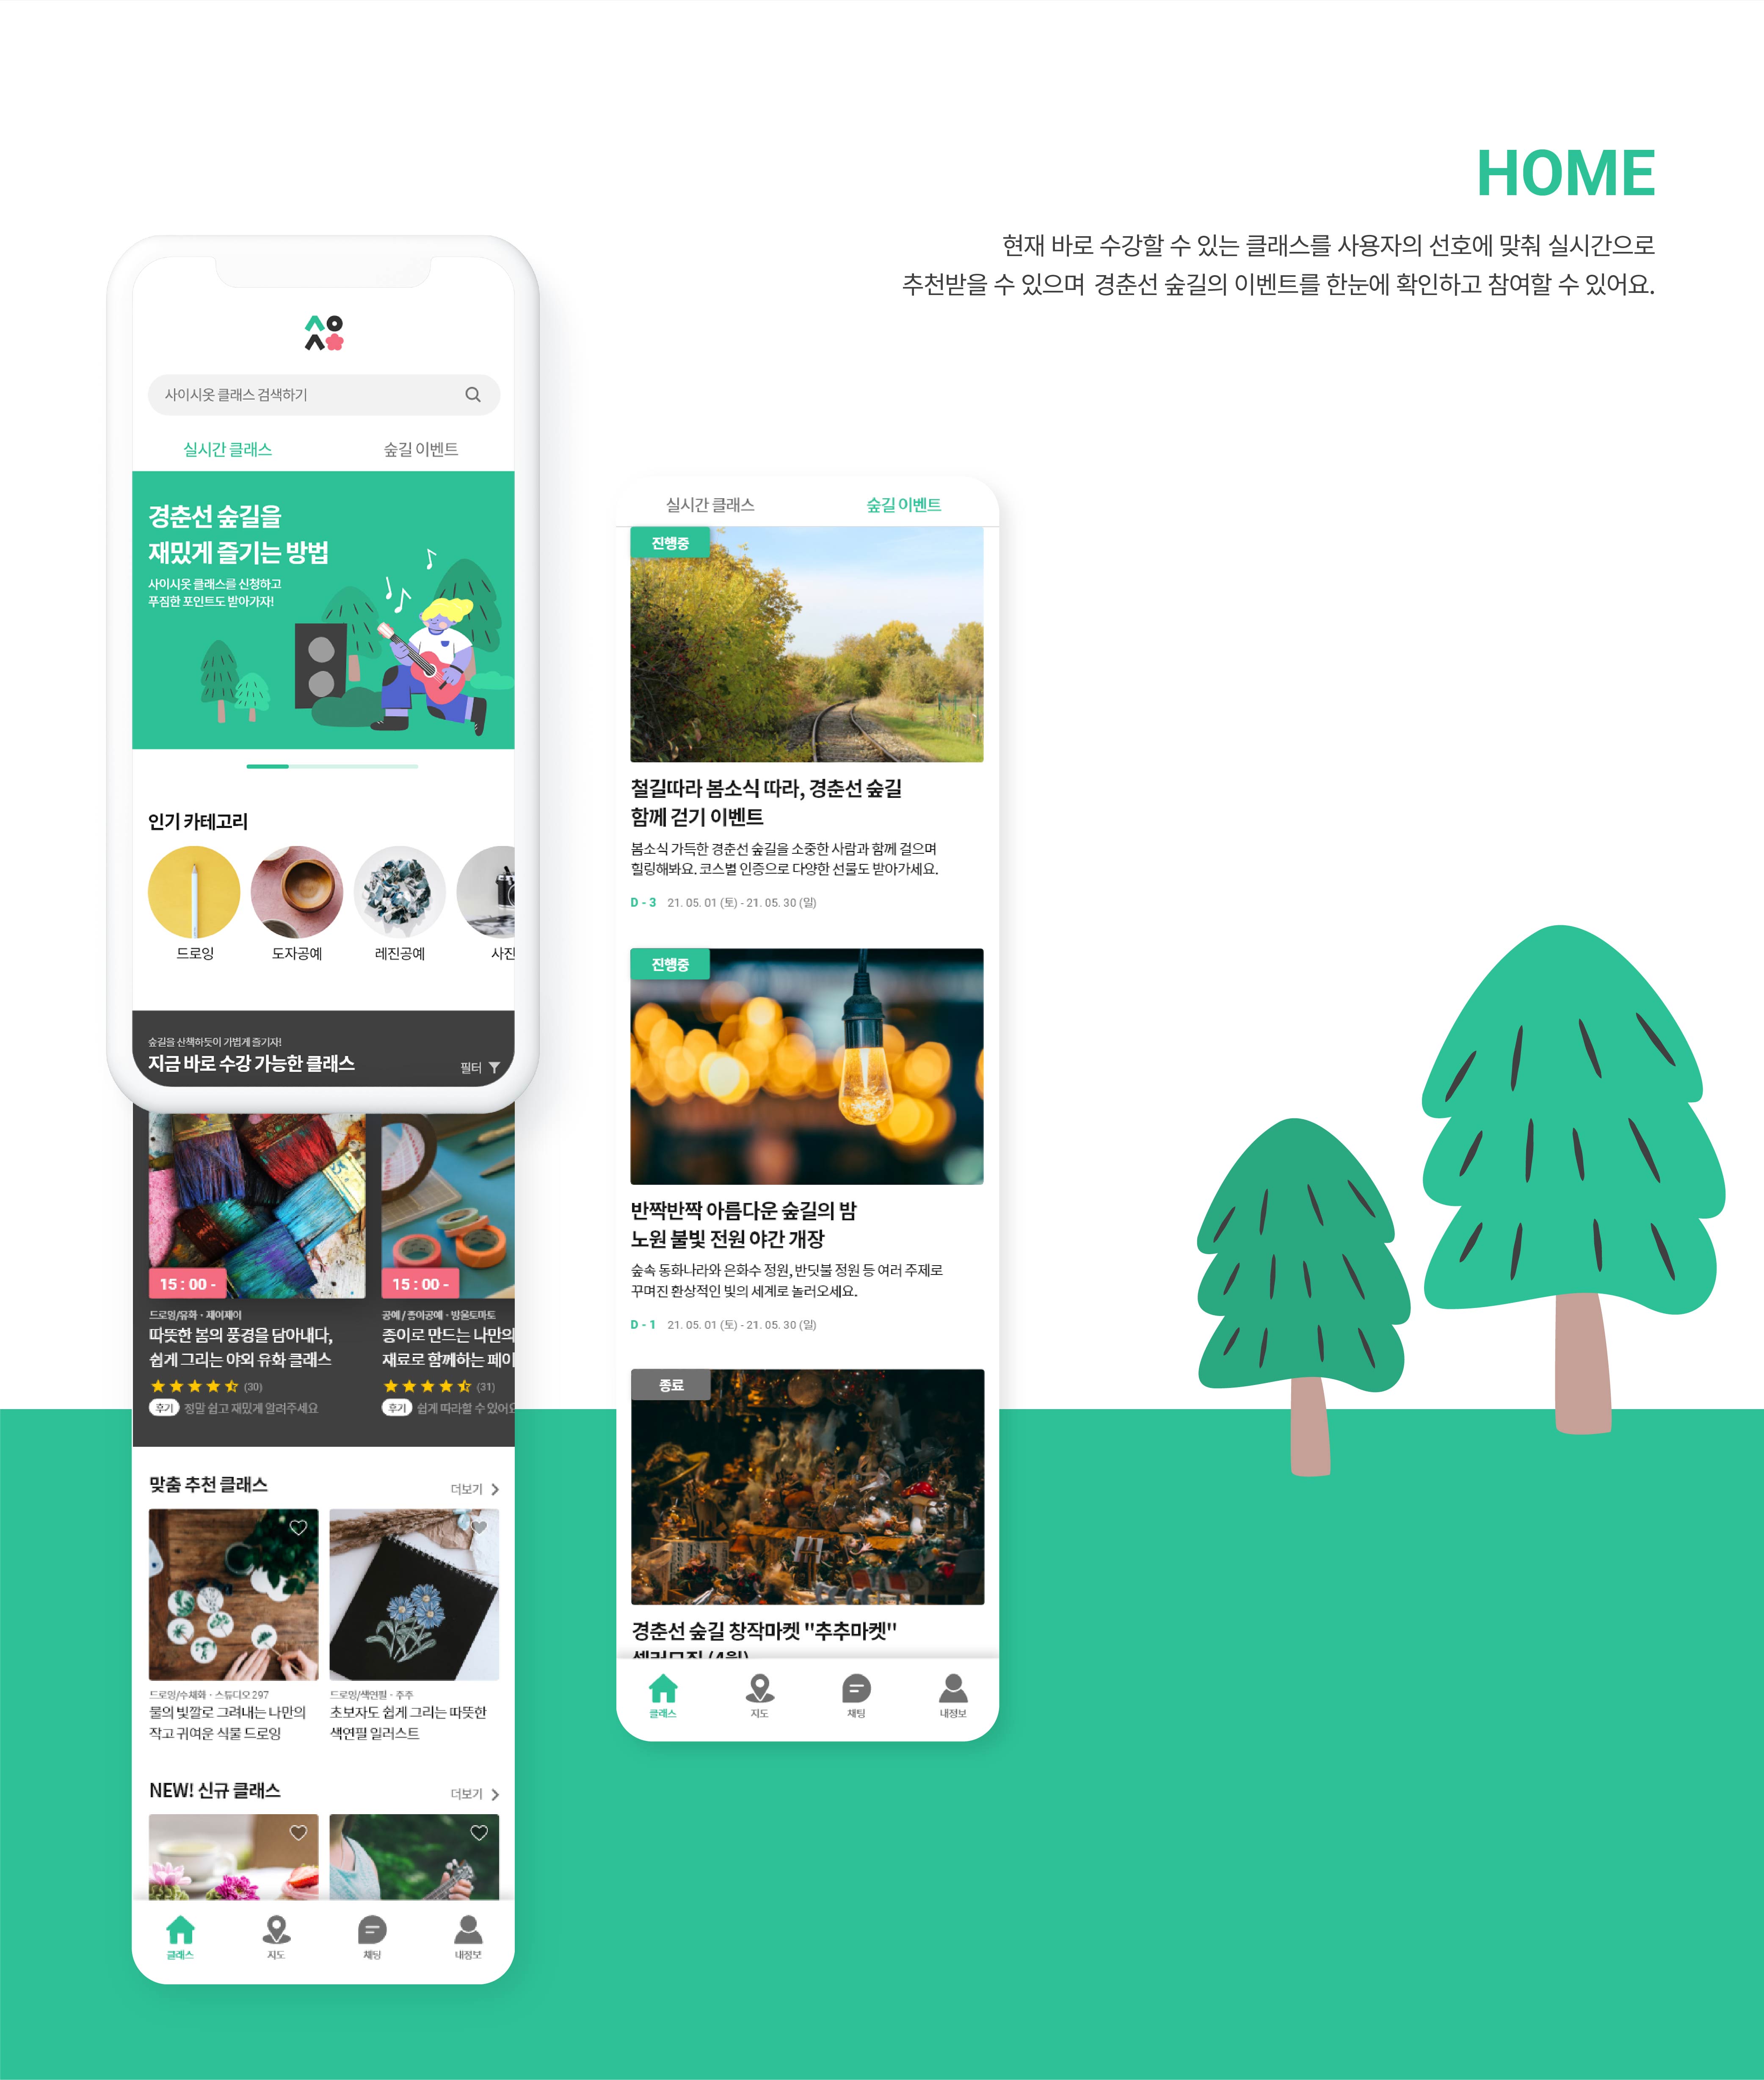 HOME
현재 바로 수강할 수 있는 클래스를 사용자의 선호에 맞춰 실시간으로
추천받을 수 있으며 경춘선 숲길의 이벤트를 한눈에 확인하고 참여할 수 있어요.
사이시옷 클래스 검색하기
실시간 클래스
숲길 이벤트
경춘선 숲길을
재밌게 즐기는 방법
사이시옷 클래스를 신청하고
푸짐한 포인트도 받아가자!
인기 카테고리
드로잉
도자공예
레진공예
사진
숲길을 산책하듯이 가볍게 즐기자!
지금 바로 수강 가능한 클래스
필터
15 : 00 -
드로잉/유화 · 제이제이
따뜻한 봄의 풍경을 담아내다,
쉽게 그리는 야외 유화 클래스
(30)
후기 정말 쉽고 재밌게 알려주세요
15 : 00 -
공예 / 종이공예 · 방울토마토
종이로 만드는 나만의
재료로 함께하는 페이
(31)
후기 쉽게 따라할 수 있어요
맞춤 추천 클래스
더보기
드로잉/수채화 · 스튜디오 297
물의 빛깔로 그려내는 나만의
작고 귀여운 식물 드로잉
드로잉/색연필 · 주주
초보자도 쉽게 그리는 따뜻한
색연필 일러스트
NEW! 신규 클래스
더보기
클래스
지도
채팅
내정보
실시간 클래스
숲길 이벤트
진행중
철길따라 봄소식 따라, 경춘선 숲길
함께 걷기 이벤트
봄소식 가득한 경춘선 숲길을 소중한 사람과 함께 걸으며
힐링해봐요. 코스별 인증으로 다양한 선물도 받아가세요.
D - 3 21. 05. 01 (토) - 21. 05. 30 (일)
진행중
반짝반짝 아름다운 숲길의 밤
노원 불빛 전원 야간 개장
숲속 동화나라와 은하수 정원, 반딧불 정원 등 여러 주제로
꾸며진 환상적인 빛의 세계로 놀러오세요.
D - 1 21. 05. 01 (토) - 21. 05. 30 (일)
종료
경춘선 숲길 창작마켓 "추추마켓"
셀러모집 (4월)
클래스
지도
채팅
내정보